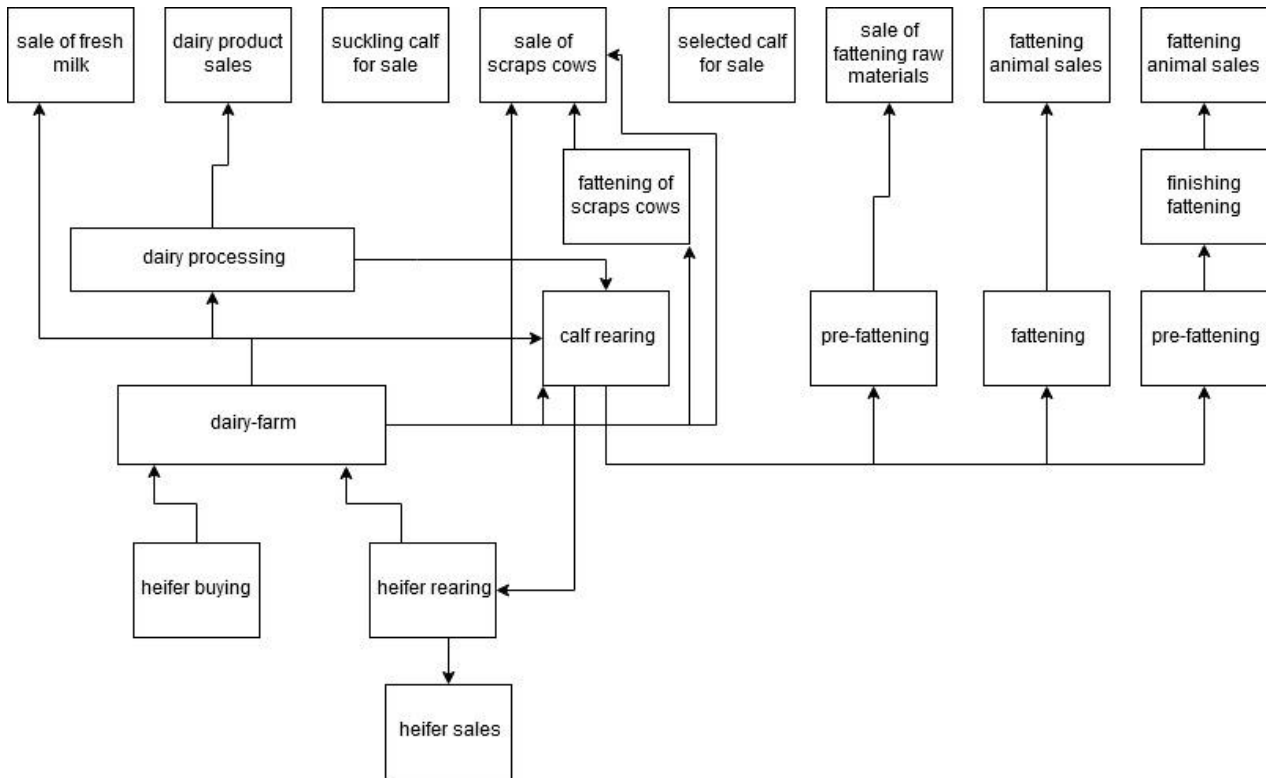 sale of fresh
milk
dairy product
sales
suckling calf
for sale
sale of
scraps cows
selected calf
for sale
sale of
fattening raw
materials
fattening
animal sales
fattening
animal sales
fattening of
scraps cows
finishing
fattening
dairy processing
calf rearing
pre-fattening
fattening
pre-fattening
dairy-farm
heifer buying
heifer rearing
heifer sales